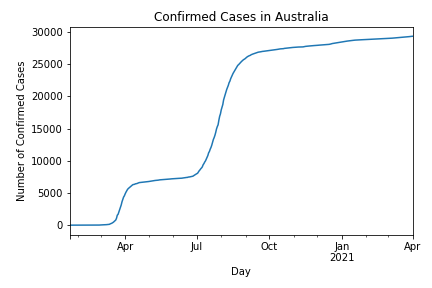 Confirmed Cases in Australia
Number of Confirmed Cases
30000
25000
20000
15000
10000
5000
0
Apr
Jul
Oct
Jan
2021
Apr
Day